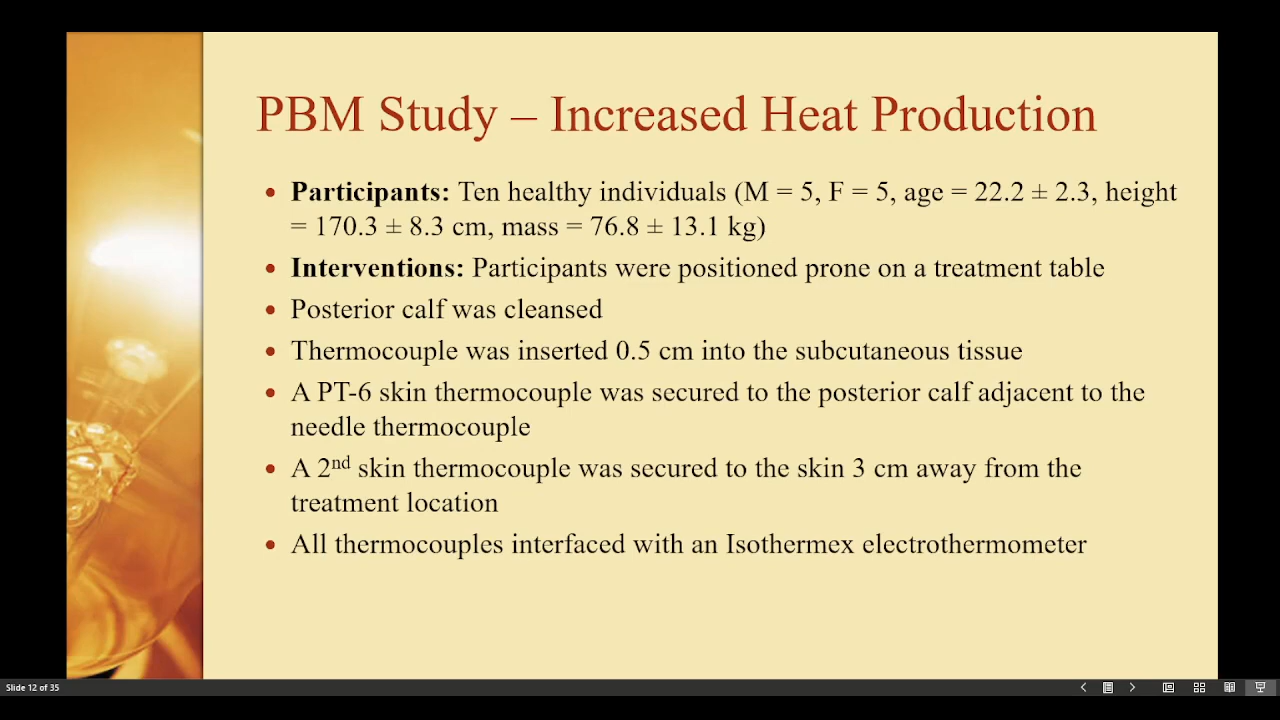 PBM Study – Increased Heat Production
• Participants: Ten healthy individuals (M = 5, F = 5, age = 22.2 ± 2.3, height
= 170.3 ± 8.3 cm, mass = 76.8 ± 13.1 kg)
• Interventions: Participants were positioned prone on a treatment table
• Posterior calf was cleansed
• Thermocouple was inserted 0.5 cm into the subcutaneous tissue
• A PT-6 skin thermocouple was secured to the posterior calf adjacent to the
needle thermocouple
• A 2nd skin thermocouple was secured to the skin 3 cm away from the
treatment location
• All thermocouples interfaced with an Isothermex electrothermometer
Slide 12 of 35